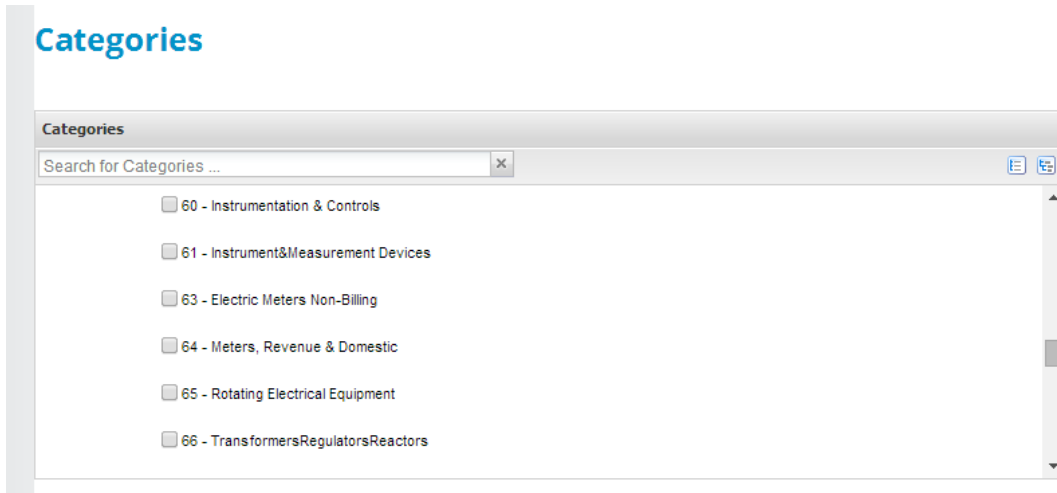 Categories
Categories
Search for Categories ...
60 - Instrumentation & Controls
61 - Instrument&Measurement Devices
63 - Electric Meters Non-Billing
64 - Meters, Revenue & Domestic
65 - Rotating Electrical Equipment
66 - TransformersRegulatorsReactors